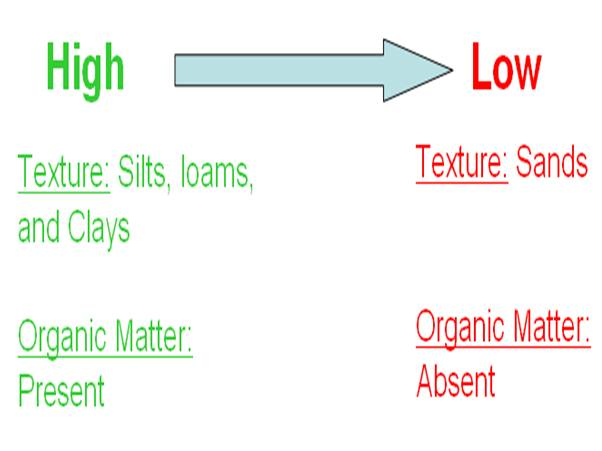 High
Low
Texture: Silts, loams,
and Clays
Texture: Sands
Organic Matter:
Present
Organic Matter:
Absent